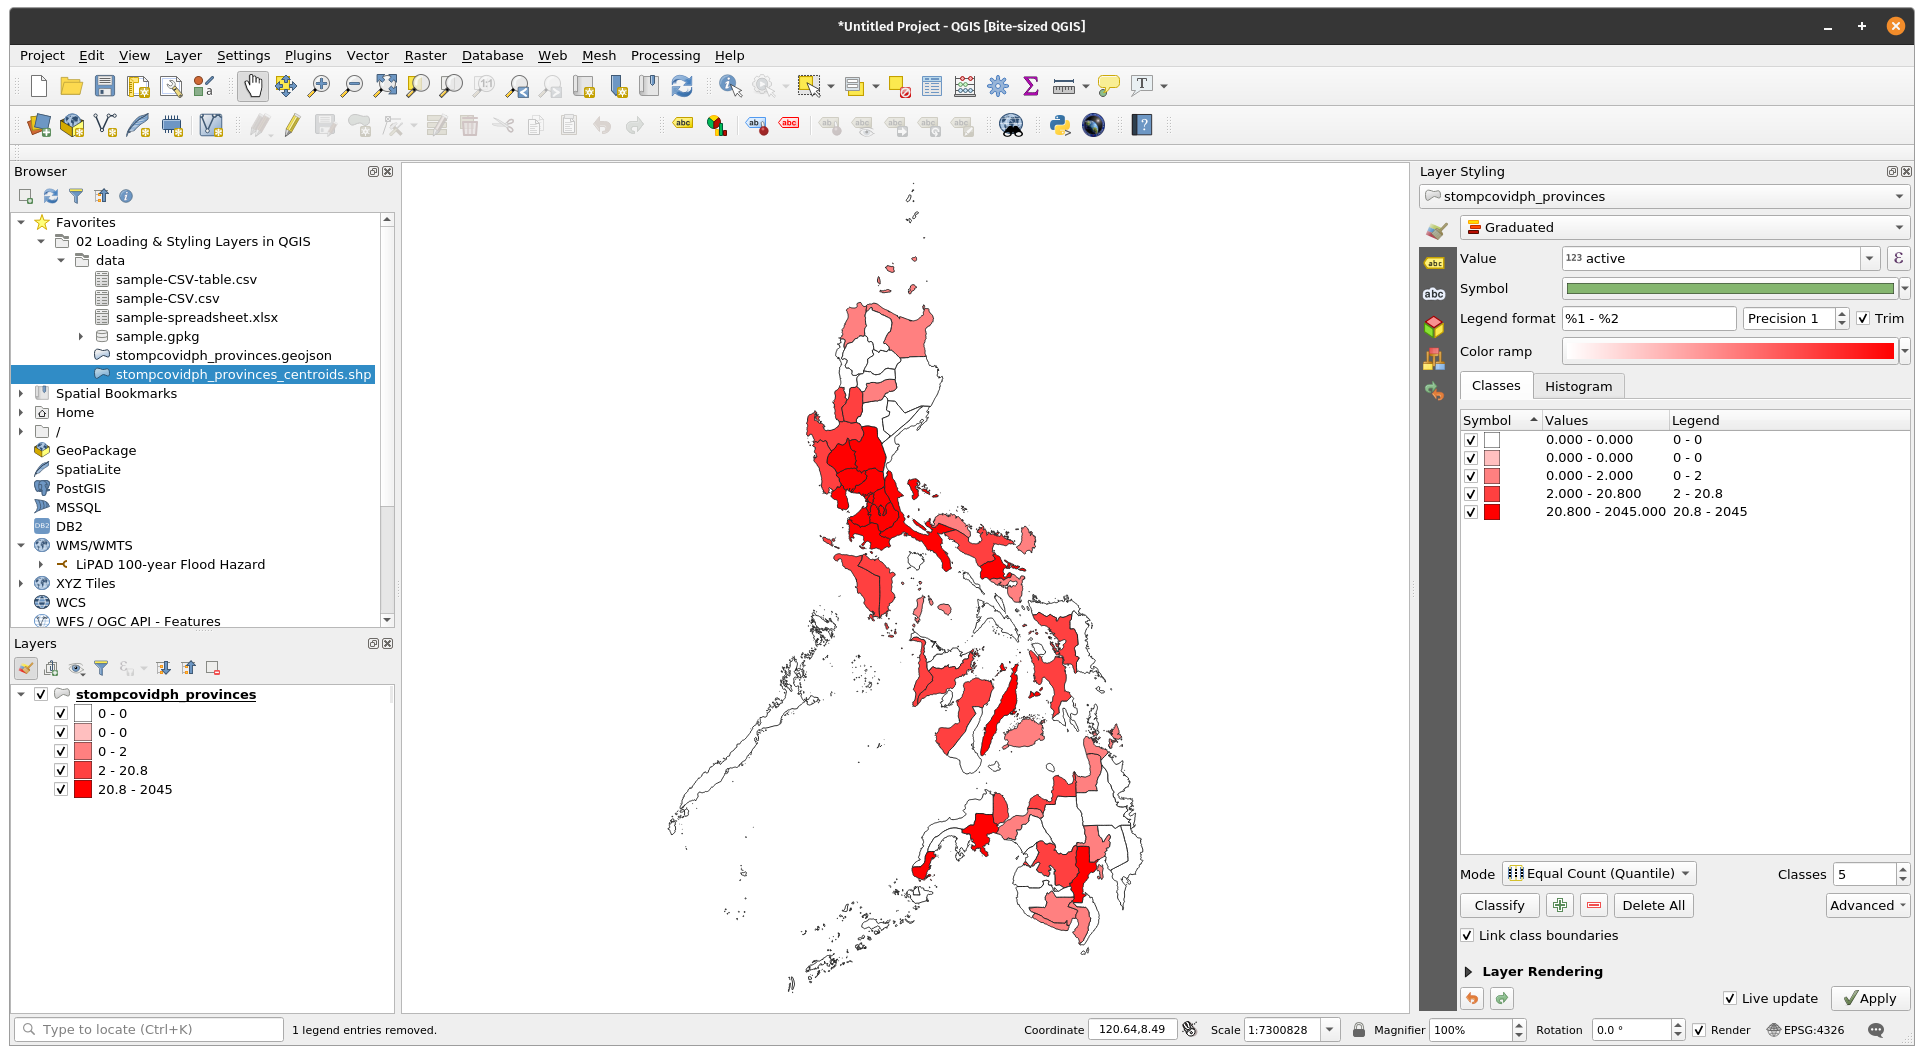 *Untitled Project - QGIS [Bite-sized QGIS]
Project Edit View Layer Settings Plugins Vector Raster Database Web Mesh Processing Help
Browser
Favorites
02 Loading & Styling Layers in QGIS
data
sample-CSV-table.csv
sample-CSV.csv
sample-spreadsheet.xlsx
sample.gpkg
stompcovidph_provinces.geojson
stompcovidph_provinces_centroids.shp
Spatial Bookmarks
Home
/
GeoPackage
SpatiaLite
PostGIS
MSSQL
DB2
WMS/WMTS
LiPAD 100-year Flood Hazard
XYZ Tiles
WCS
WFS / OGC API - Features
Layers
stompcovidph_provinces
0 - 0
0 - 0
0 - 2
2 - 20.8
20.8 - 2045
Layer Styling
stompcovidph_provinces
Graduated
Value 123 active ε
Symbol
Legend format %1 - %2 Precision 1 Trim
Color ramp
Classes Histogram
Symbol Values Legend
0.000 - 0.000 0 - 0
0.000 - 0.000 0 - 0
0.000 - 2.000 0 - 2
2.000 - 20.800 2 - 20.8
20.800 - 2045.000 20.8 - 2045
Mode Equal Count (Quantile) Classes 5
Classify Delete All Advanced
Link class boundaries
Layer Rendering
Live update Apply
Type to locate (Ctrl+K) 1 legend entries removed. Coordinate 120.64,8.49 Scale 1:7300828 Magnifier 100% Rotation 0.0 ° Render EPSG:4326